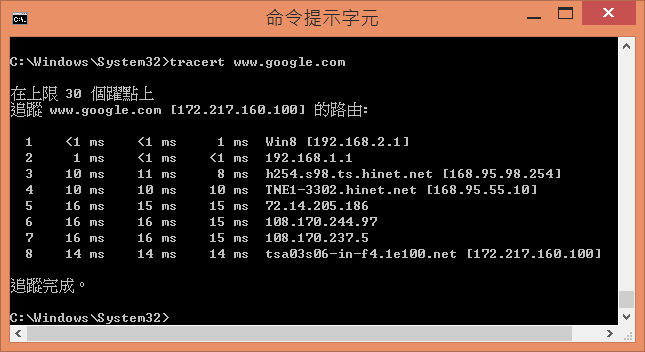 命令提示字元
C:\Windows\System32>tracert www.google.com
在上限 30 個躍點上
追蹤 www.google.com [172.217.160.100] 的路由:
1 <1 ms <1 ms 1 ms Win8 [192.168.2.1]
2 1 ms <1 ms <1 ms 192.168.1.1
3 10 ms 11 ms 8 ms h254.s98.ts.hinet.net [168.95.98.254]
4 10 ms 10 ms 10 ms TNE1-3302.hinet.net [168.95.55.10]
5 16 ms 15 ms 15 ms 72.14.205.186
6 16 ms 16 ms 15 ms 108.170.244.97
7 16 ms 16 ms 15 ms 108.170.237.5
8 14 ms 14 ms 14 ms tsa03s06-in-f4.1e100.net [172.217.160.100]
追蹤完成。
C:\Windows\System32>